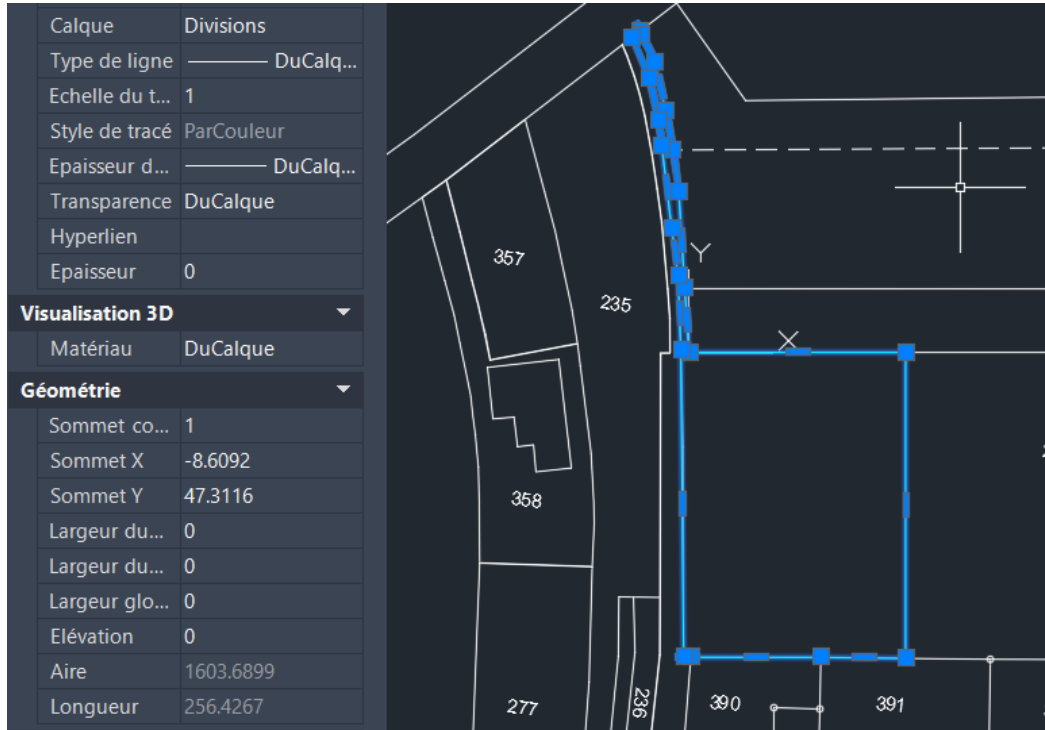 Calque Divisions
Type de ligne DuCalq...
Echelle du t... 1
Style de tracé ParCouleur
Epaisseur d... DuCalq...
Transparence DuCalque
Hyperlien
Epaisseur 0
Visualisation 3D
Matériau DuCalque
Géométrie
Sommet co... 1
Sommet X -8.6092
Sommet Y 47.3116
Largeur du... 0
Largeur du... 0
Largeur glo... 0
Elévation 0
Aire 1603.6899
Longueur 256.4267
357
235
Y
X
358
277
236
390
391